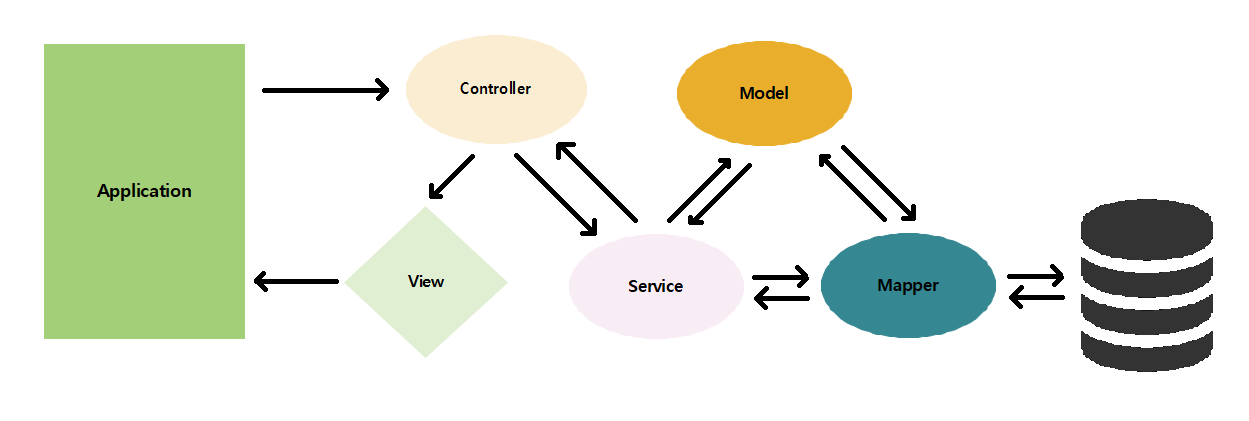 Controller
Model
Application
View
Service
Mapper